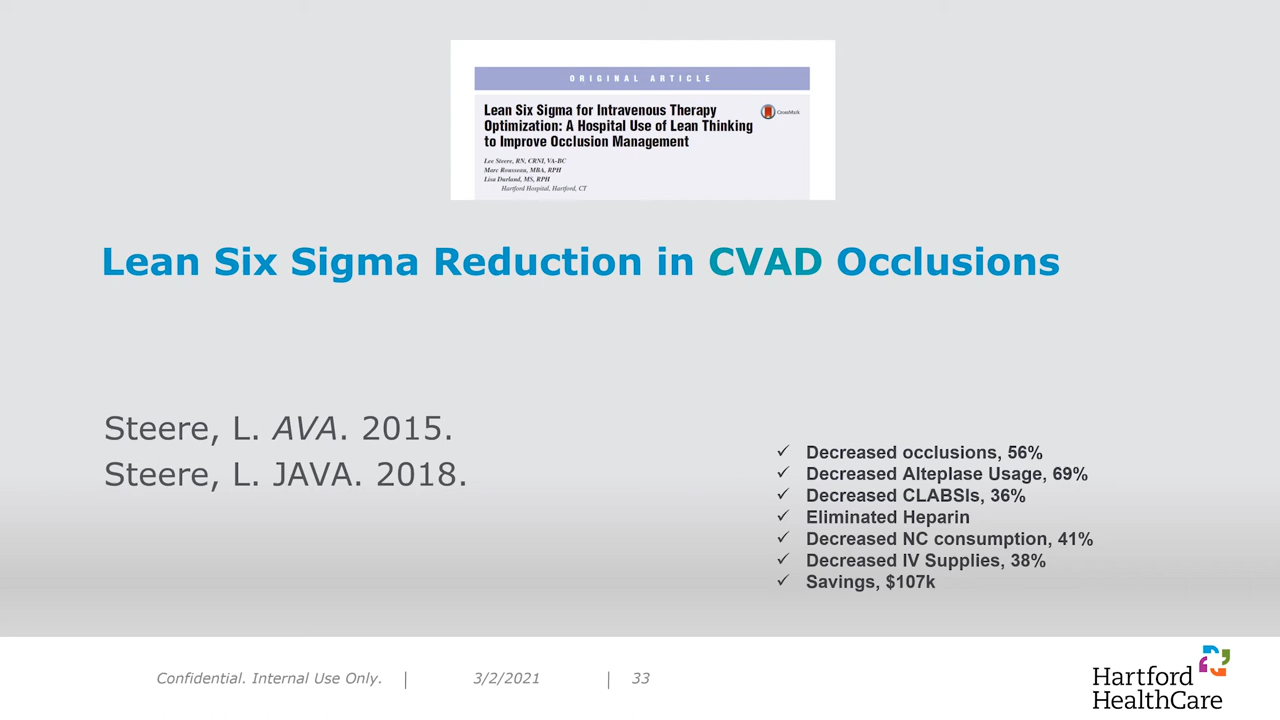 ORIGINAL ARTICLE
Lean Six Sigma for Intravenous Therapy
Optimization: A Hospital Use of Lean Thinking
to Improve Occlusion Management
CrossMark
Lee Steere, RN, CRNI, VA-BC
Marc Rousseau, MBA, RPH
Lisa Durland, MS, RPH
Hartford Hospital, Hartford, CT
Lean Six Sigma Reduction in CVAD Occlusions
Steere, L. AVA. 2015.
Steere, L. JAVA. 2018.
✓ Decreased occlusions, 56%
✓ Decreased Alteplase Usage, 69%
✓ Decreased CLABSIs, 36%
✓ Eliminated Heparin
✓ Decreased NC consumption, 41%
✓ Decreased IV Supplies, 38%
✓ Savings, $107k
Confidential. Internal Use Only. | 3/2/2021 | 33
Hartford
HealthCare